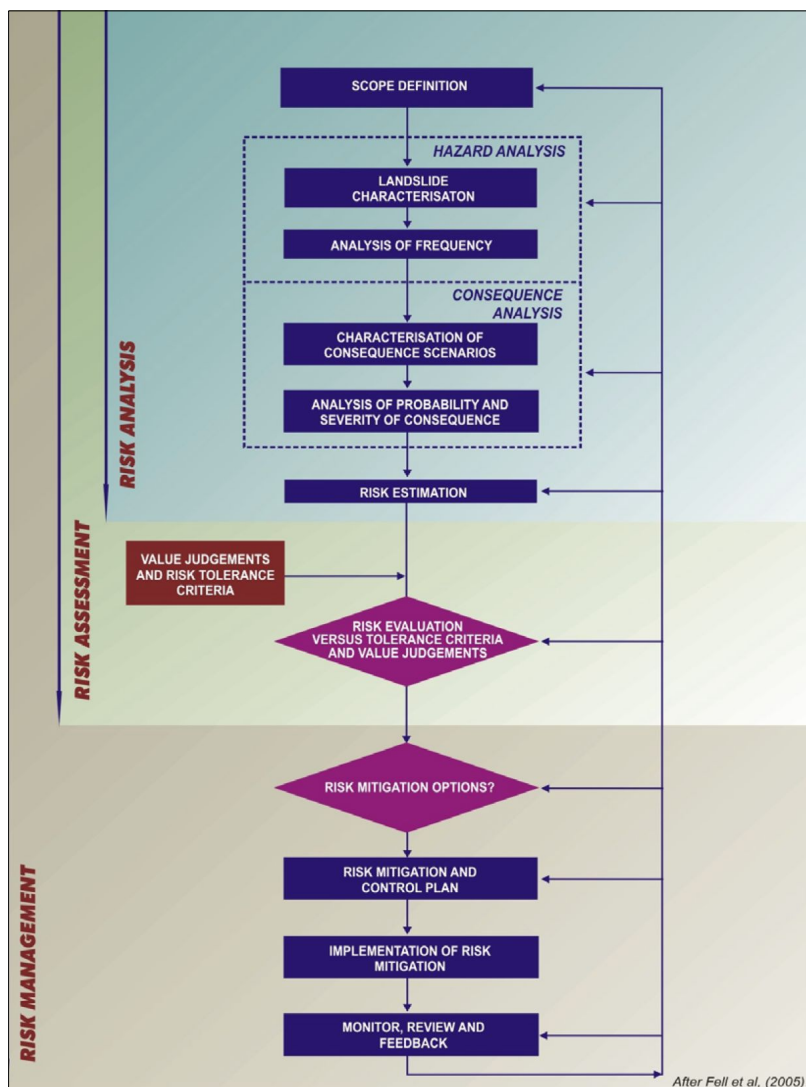 SCOPE DEFINITION
HAZARD ANALYSIS
LANDSLIDE
CHARACTERISATON
ANALYSIS OF FREQUENCY
CONSEQUENCE
ANALYSIS
CHARACTERISATION OF
CONSEQUENCE SCENARIOS
ANALYSIS OF PROBABILITY AND
SEVERITY OF CONSEQUENCE
RISK ANALYSIS
RISK ESTIMATION
VALUE JUDGEMENTS
AND RISK TOLERANCE
CRITERIA
RISK ASSESSMENT
RISK EVALUATION
VERSUS TOLERANCE CRITERIA
AND VALUE JUDGEMENTS
RISK MITIGATION OPTIONS?
RISK MITIGATION AND
CONTROL PLAN
RISK MANAGEMENT
IMPLEMENTATION OF RISK
MITIGATION
MONITOR, REVIEW AND
FEEDBACK
After Fell et al, (2005)